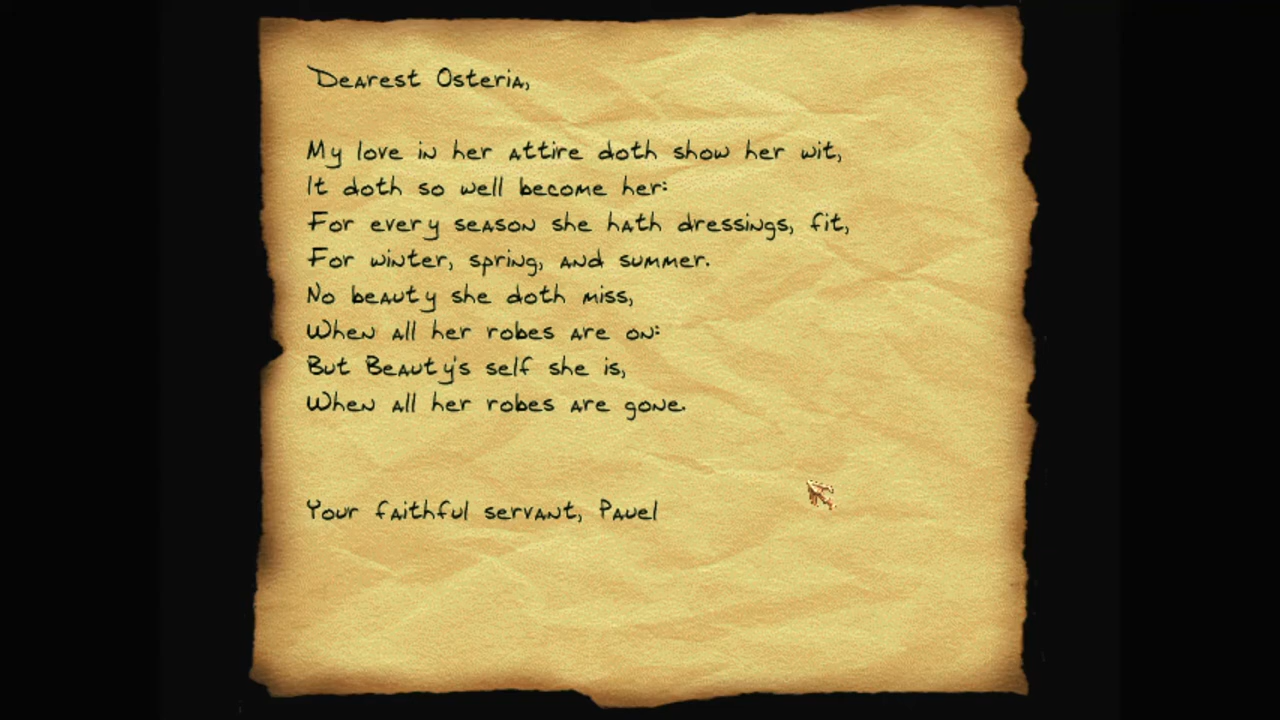 Dearest Osteria,
My love in her attire doth show her wit,
It doth so well become her:
For every season she hath dressings, fit,
For winter, spring, and summer.
No beauty she doth miss,
When all her robes are on:
But Beauty's self she is,
When all her robes are gone.
Your faithful servant, Pavel